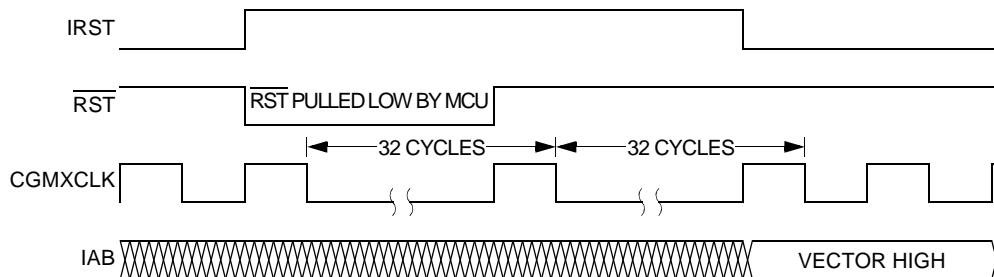 IRST
RST
RST PULLED LOW BY MCU
32 CYCLES
32 CYCLES
CGMXCLK
IAB
VECTOR HIGH